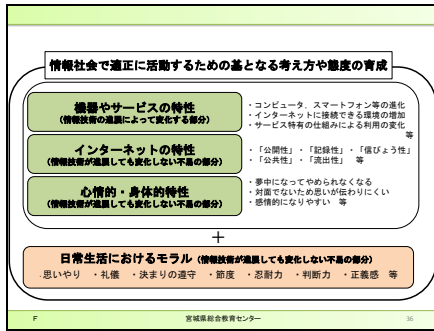 情報社会で適正に活動するための基となる考え方や態度の育成
機器やサービスの特性
(情報技術の進展によって変化する部分)
・コンピュータ、スマートフォン等の進化
・インターネットに接続できる環境の増加
・サービス特有の仕組みによる利用の変化
等
インターネットの特性
(情報技術が進展しても変化しない不易の部分)
・「公開性」・「記録性」・「信ぴょう性」
・「公共性」・「流出性」 等
心情的・身体的特性
(情報技術が進展しても変化しない不易の部分)
・夢中になってやめられなくなる
・対面でないため思いが伝わりにくい
・感情的になりやすい 等
+
日常生活におけるモラル (情報技術が進展しても変化しない不易の部分)
・思いやり ・礼儀 ・決まりの遵守 ・節度 ・忍耐力 ・判断力 ・正義感 等
F 宮城県総合教育センター 36